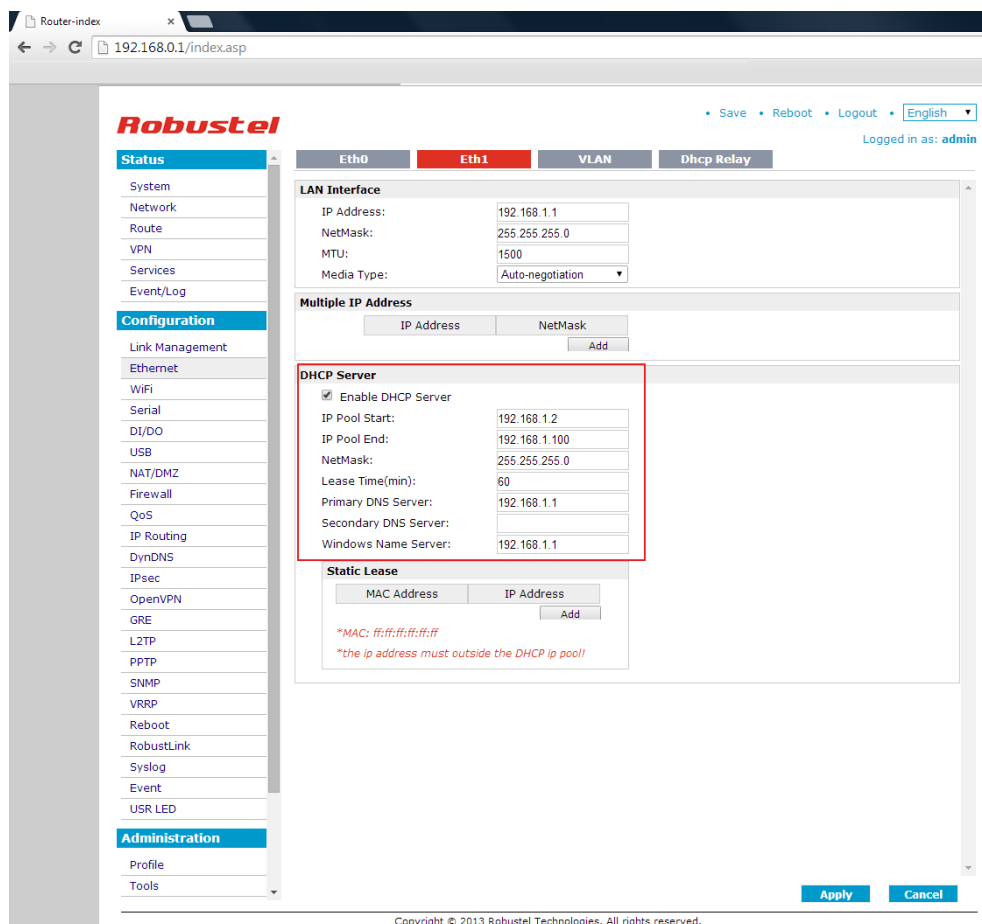 Router-index ×
192.168.0.1/index.asp
Robustel
• Save • Reboot • Logout • English
Logged in as: admin
Status
System
Network
Route
VPN
Services
Event/Log
Configuration
Link Management
Ethernet
WiFi
Serial
DI/DO
USB
NAT/DMZ
Firewall
QoS
IP Routing
DynDNS
IPsec
OpenVPN
GRE
L2TP
PPTP
SNMP
VRRP
Reboot
RobustLink
Syslog
Event
USR LED
Administration
Profile
Tools
Eth0 Eth1 VLAN Dhcp Relay
LAN Interface
IP Address: 192.168.1.1
NetMask: 255.255.255.0
MTU: 1500
Media Type: Auto-negotiation
Multiple IP Address
IP Address NetMask
Add
DHCP Server
Enable DHCP Server
IP Pool Start: 192.168.1.2
IP Pool End: 192.168.1.100
NetMask: 255.255.255.0
Lease Time(min): 60
Primary DNS Server: 192.168.1.1
Secondary DNS Server:
Windows Name Server: 192.168.1.1
Static Lease
MAC Address IP Address
Add
*MAC: ff:ff:ff:ff:ff:ff
*the ip address must outside the DHCP ip pool!
Apply Cancel
Copyright © 2013 Robustel Technologies. All rights reserved.